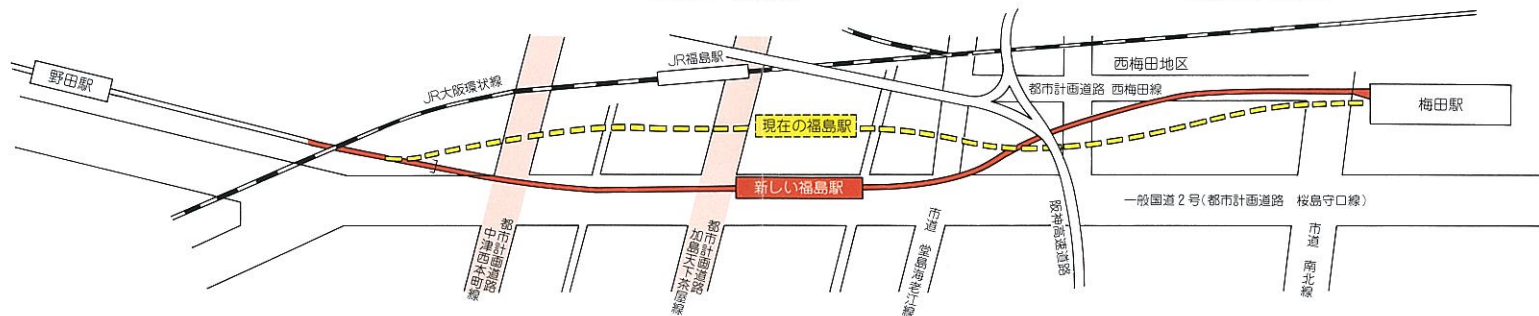 野田駅
JR大阪環状線
JR福島駅
西梅田地区
都市計画道路 西梅田線
梅田駅
現在の福島駅
新しい福島駅
一般国道2号(都市計画道路 桜島守口線)
都市計画道路
中津西本町線
都市計画道路
加島天下茶屋線
市道 堂島海老江線
阪神高速道路
市道 南北線